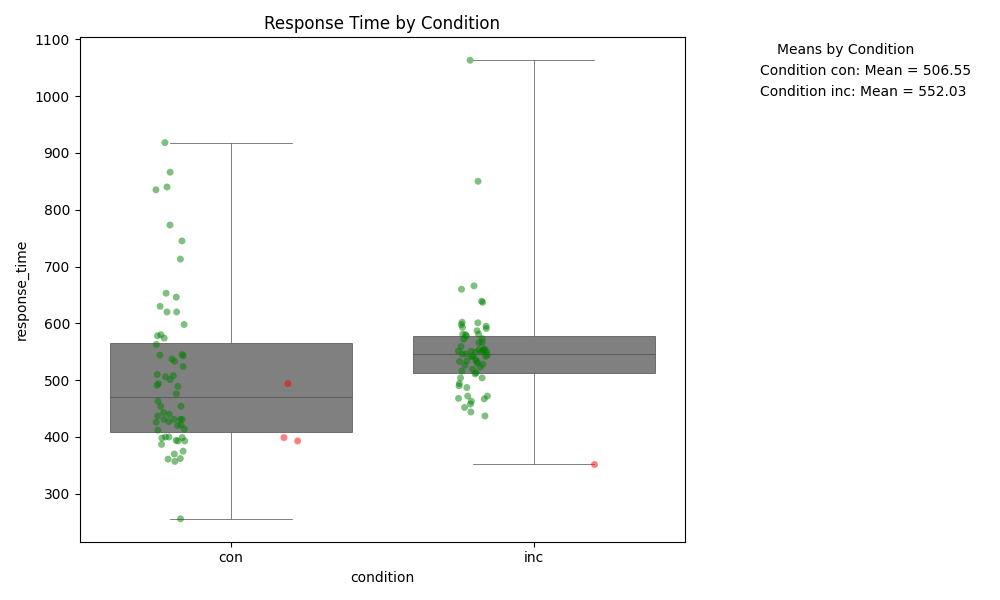 Response Time by Condition
Means by Condition
Condition con: Mean = 506.55
Condition inc: Mean = 552.03
response_time
1100
1000
900
800
700
600
500
400
300
con
inc
condition